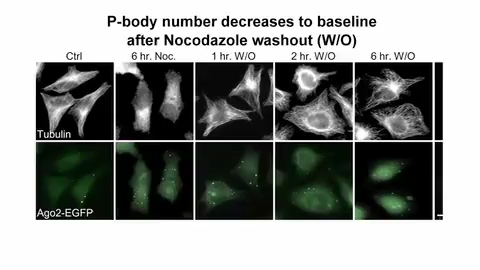 P-body number decreases to baseline
after Nocodazole washout (W/O)
Ctrl 6 hr. Noc. 1 hr. W/O 2 hr. W/O 6 hr. W/O
Tubulin
Ago2-EGFP